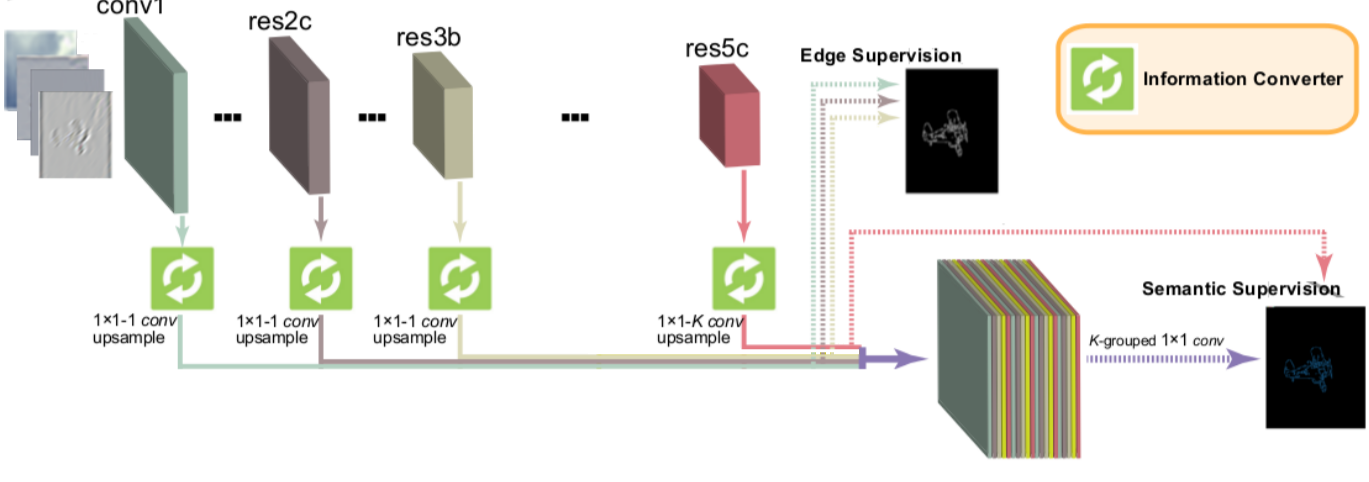 conv1
res2c
res3b
res5c
Edge Supervision
Information Converter
1×1-1 conv
upsample
1×1-1 conv
upsample
1×1-1 conv
upsample
1×1-K conv
upsample
Semantic Supervision
K-grouped 1×1 conv